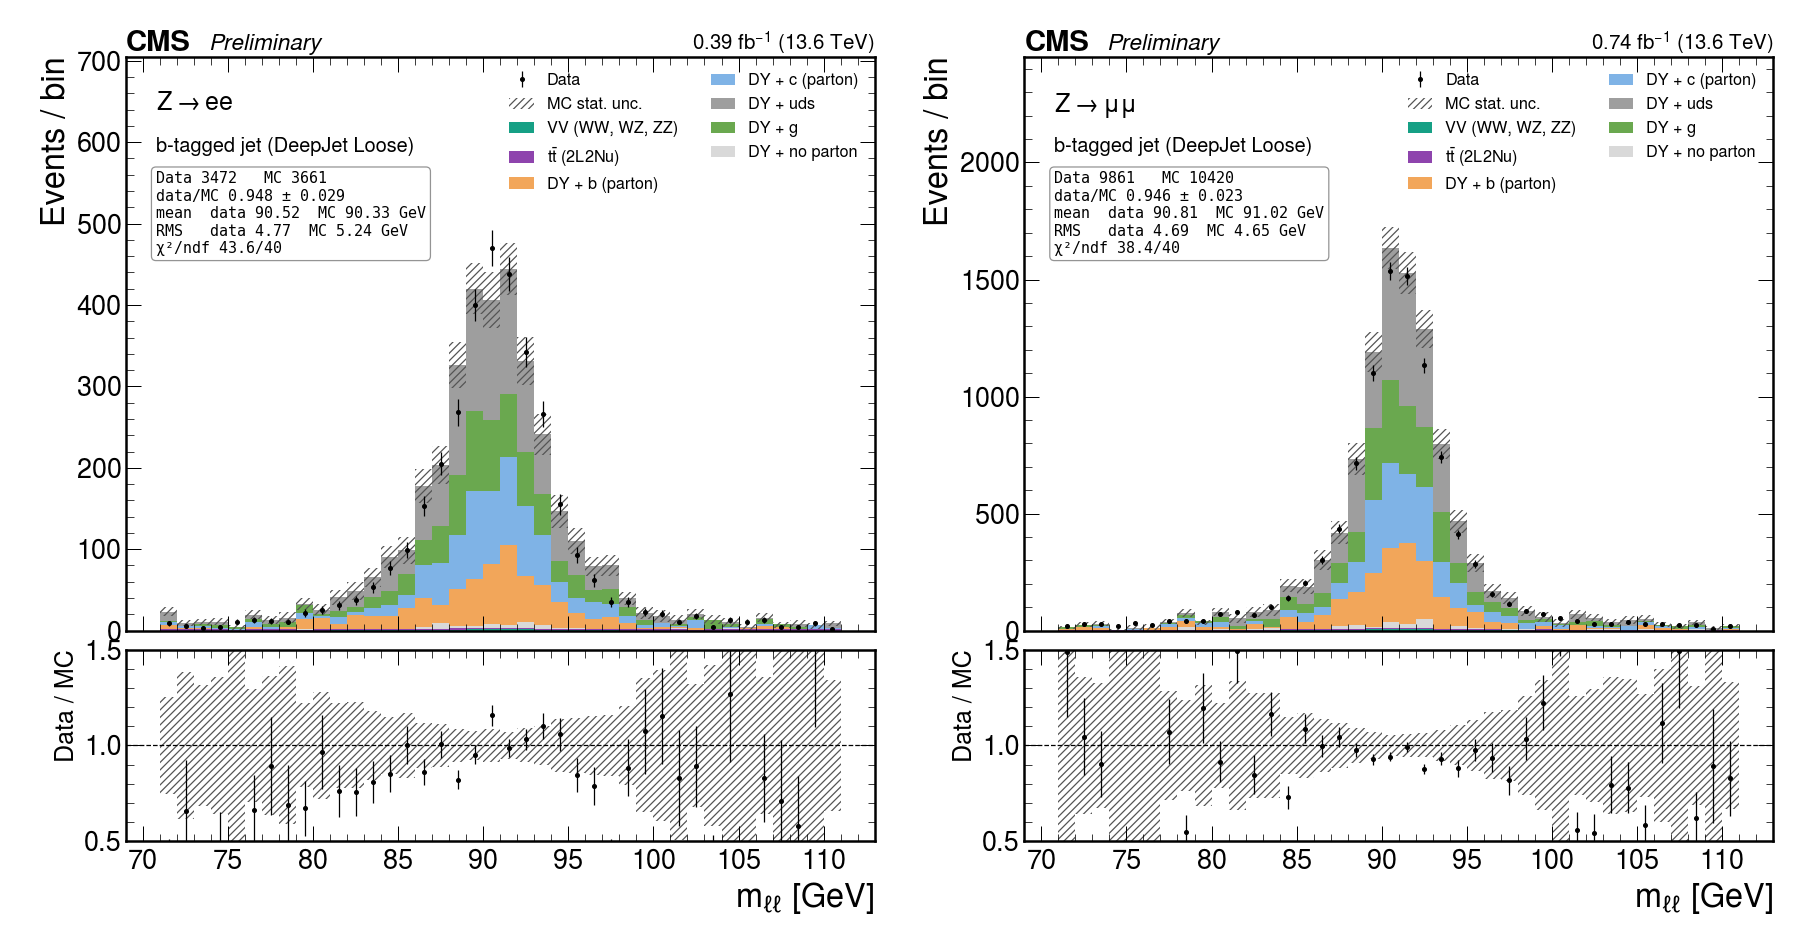 CMS Preliminary 0.39 fb⁻¹ (13.6 TeV)
Events / bin
700
600
500
400
300
200
100
0
Z→ee
b-tagged jet (DeepJet Loose)
Data 3472 MC 3661
data/MC 0.948 ± 0.029
mean data 90.52 MC 90.33 GeV
RMS data 4.77 MC 5.24 GeV
χ²/ndf 43.6/40
Data
MC stat. unc.
VV (WW, WZ, ZZ)
tt̄ (2L2Nu)
DY + b (parton)
DY + c (parton)
DY + uds
DY + g
DY + no parton
Data / MC
1.5
1.0
0.5
70 75 80 85 90 95 100 105 110
mℓℓ [GeV]
CMS Preliminary 0.74 fb⁻¹ (13.6 TeV)
Events / bin
2000
1500
1000
500
0
Z→μμ
b-tagged jet (DeepJet Loose)
Data 9861 MC 10420
data/MC 0.946 ± 0.023
mean data 90.81 MC 91.02 GeV
RMS data 4.69 MC 4.65 GeV
χ²/ndf 38.4/40
Data
MC stat. unc.
VV (WW, WZ, ZZ)
tt̄ (2L2Nu)
DY + b (parton)
DY + c (parton)
DY + uds
DY + g
DY + no parton
Data / MC
1.5
1.0
0.5
70 75 80 85 90 95 100 105 110
mℓℓ [GeV]